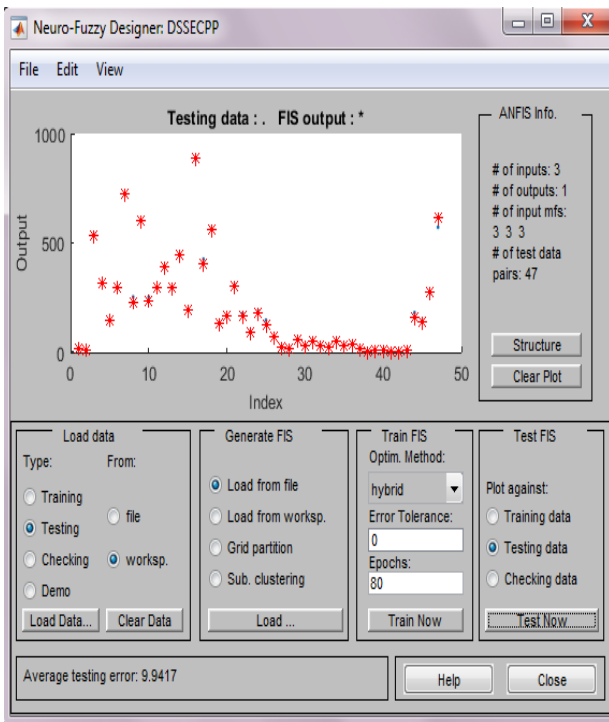 Neuro-Fuzzy Designer: DSSECPP
File Edit View
Testing data : . FIS output : *
1000
500
0
Output
0 10 20 30 40 50
Index
ANFIS Info.
# of inputs: 3
# of outputs: 1
# of input mfs:
3 3 3
# of test data
pairs: 47
Structure
Clear Plot
Load data
Type: From:
Training
Testing
Checking
Demo
file
worksp.
Load Data... Clear Data
Generate FIS
Load from file
Load from worksp.
Grid partition
Sub. clustering
Load ...
Train FIS
Optim. Method:
hybrid
Error Tolerance:
0
Epochs:
80
Train Now
Test FIS
Plot against:
Training data
Testing data
Checking data
Test Now
Average testing error: 9.9417
Help Close